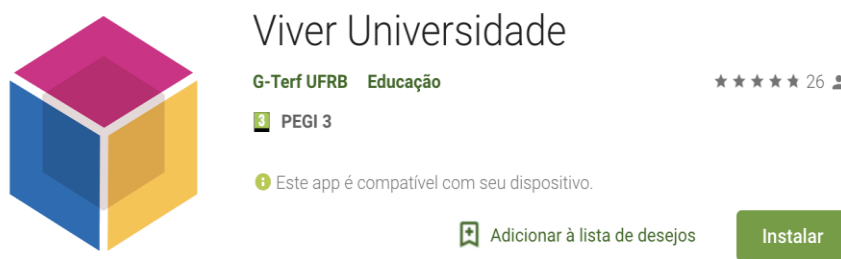 Viver Universidade
G-Terf UFRB Educação 26
3 PEGI 3
Este app é compatível com seu dispositivo.
Adicionar à lista de desejos Instalar